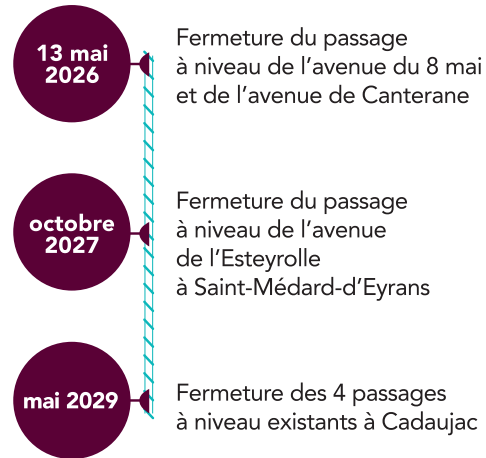 13 mai
2026
Fermeture du passage
à niveau de l’avenue du 8 mai
et de l’avenue de Canterane
octobre
2027
Fermeture du passage
à niveau de l’avenue
de l’Esteyrolle
à Saint-Médard-d’Eyrans
mai 2029
Fermeture des 4 passages
à niveau existants à Cadaujac